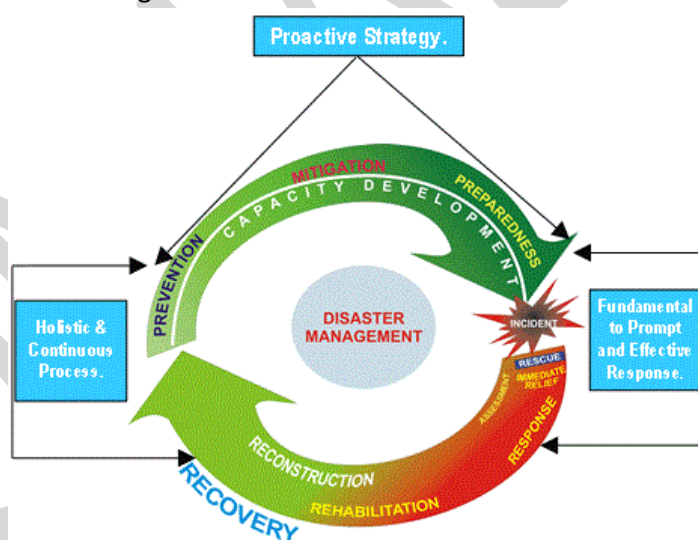 Proactive Strategy.
MITIGATION
CAPACITY DEVELOPMENT
PREVENTION
PREPAREDNESS
Holistic &
Continuous
Process.
DISASTER
MANAGEMENT
INCIDENT
Fundamental
to Prompt
and Effective
Response.
RESCUE
IMMEDIATE
RELIEF
ASSESSMENT
RESPONSE
RECONSTRUCTION
REHABILITATION
RECOVERY